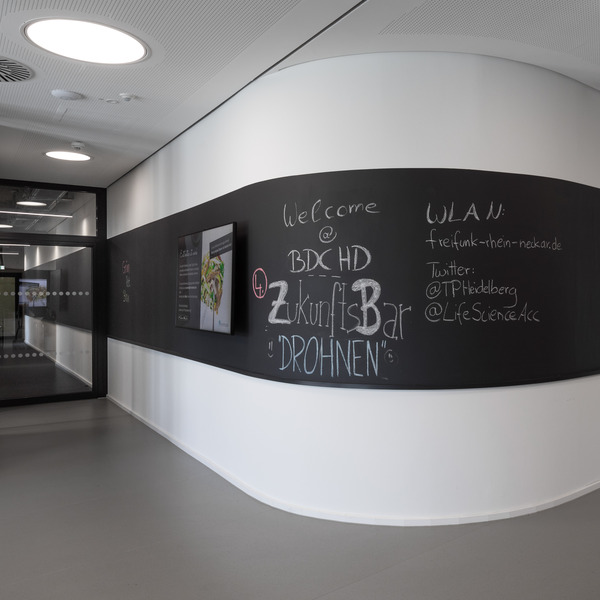 Welcome
@
BDC HD
4.
ZukunftsBar
"DROHNEN"
WLAN:
freifunk-rhein-neckar.de
Twitter:
@TPHeidelberg
@LifeScienceAcc